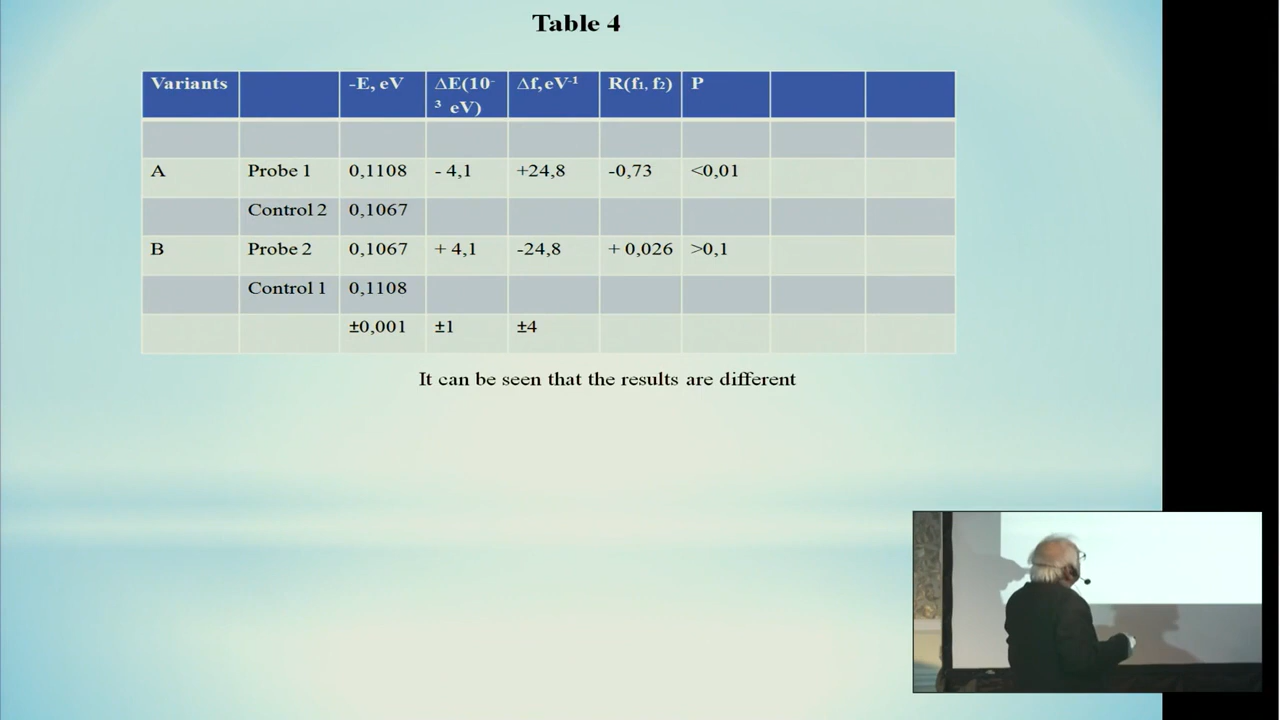 Table 4
Variants -E, eV ΔE(10⁻³ eV) Δf,eV⁻¹ R(f₁, f₂) P
A Probe 1 0,1108 - 4,1 +24,8 -0,73 <0,01
Control 2 0,1067
B Probe 2 0,1067 + 4,1 -24,8 + 0,026 >0,1
Control 1 0,1108
±0,001 ±1 ±4
It can be seen that the results are different